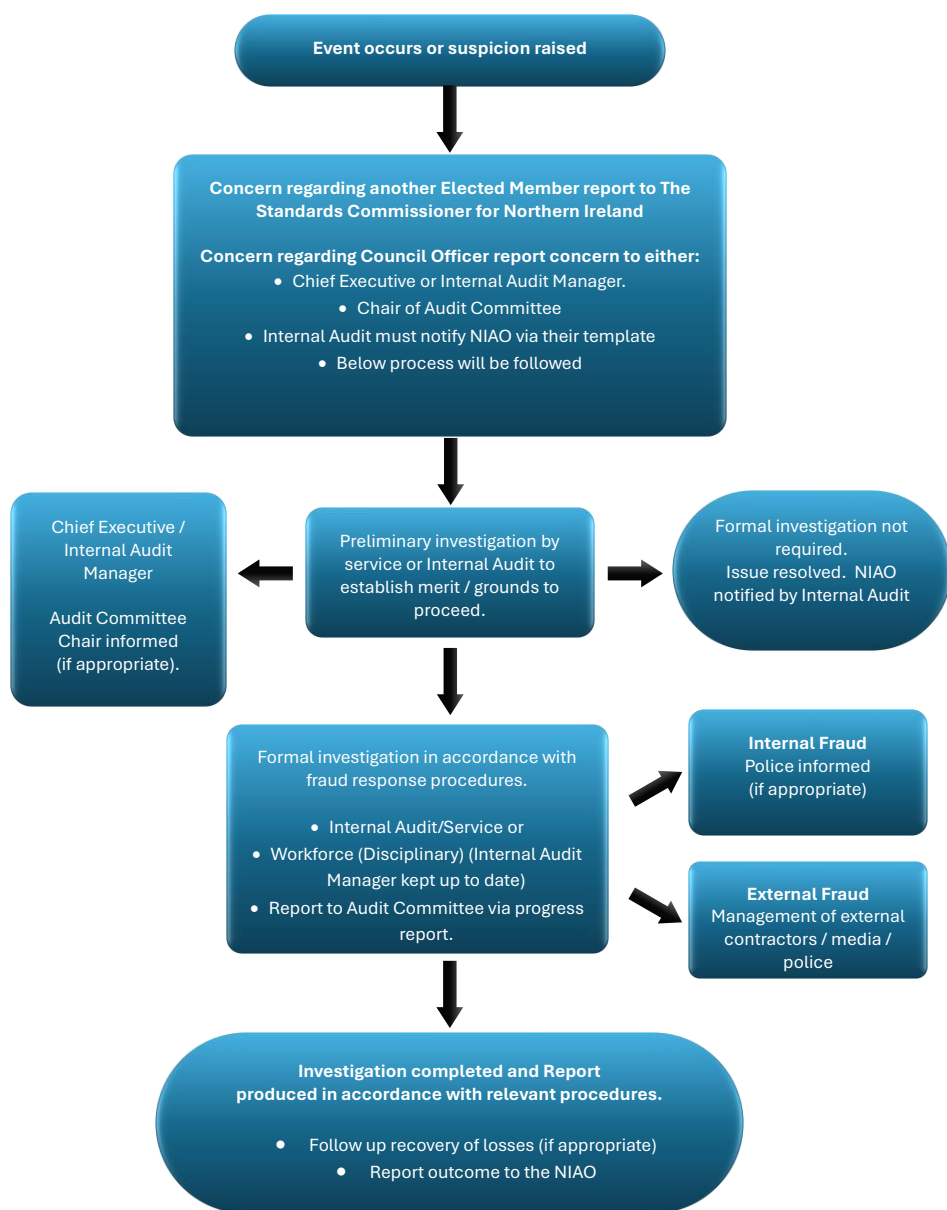 Event occurs or suspicion raised
Concern regarding another Elected Member report to The
Standards Commissioner for Northern Ireland
Concern regarding Council Officer report concern to either:
• Chief Executive or Internal Audit Manager.
• Chair of Audit Committee
• Internal Audit must notify NIAO via their template
• Below process will be followed
Chief Executive /
Internal Audit
Manager
Audit Committee
Chair informed
(if appropriate).
Preliminary investigation by
service or Internal Audit to
establish merit / grounds to
proceed.
Formal investigation not
required.
Issue resolved.  NIAO
notified by Internal Audit
Formal investigation in accordance with
fraud response procedures.
• Internal Audit/Service or
• Workforce (Disciplinary) (Internal Audit
Manager kept up to date)
• Report to Audit Committee via progress
report.
Internal Fraud
Police informed
(if appropriate)
External Fraud
Management of external
contractors / media /
police
Investigation completed and Report
produced in accordance with relevant procedures.
• Follow up recovery of losses (if appropriate)
• Report outcome to the NIAO